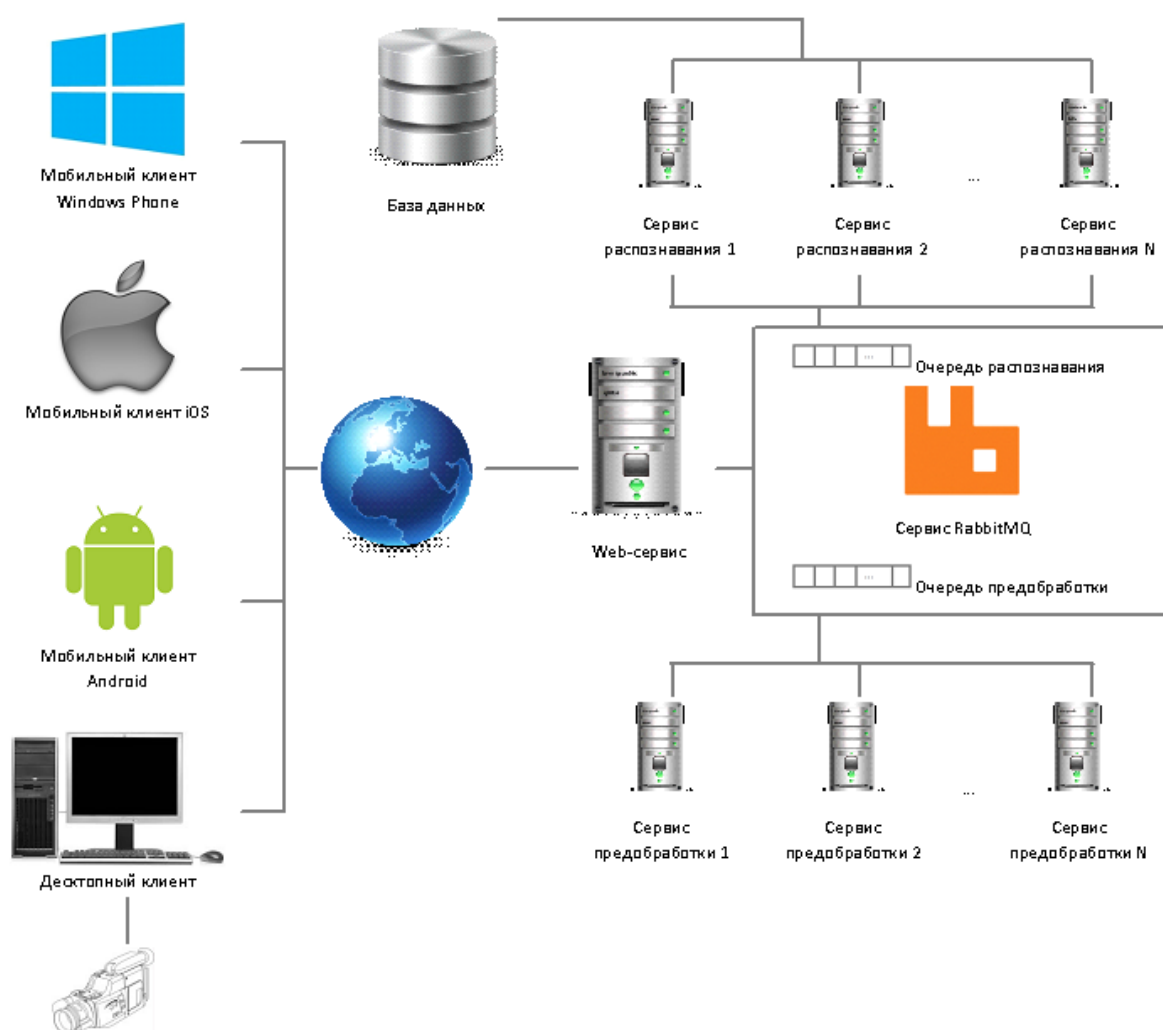 Мобильный клиент
Windows Phone
База данных
Сервис
распознавания 1
Сервис
распознавания 2
...
Сервис
распознавания N
Мобильный клиент iOS
...
Очередь распознавания
Web-сервис
Сервис RabbitMQ
...
Очередь предобработки
Мобильный клиент
Android
Сервис
предобработки 1
Сервис
предобработки 2
...
Сервис
предобработки N
Десктопный клиент